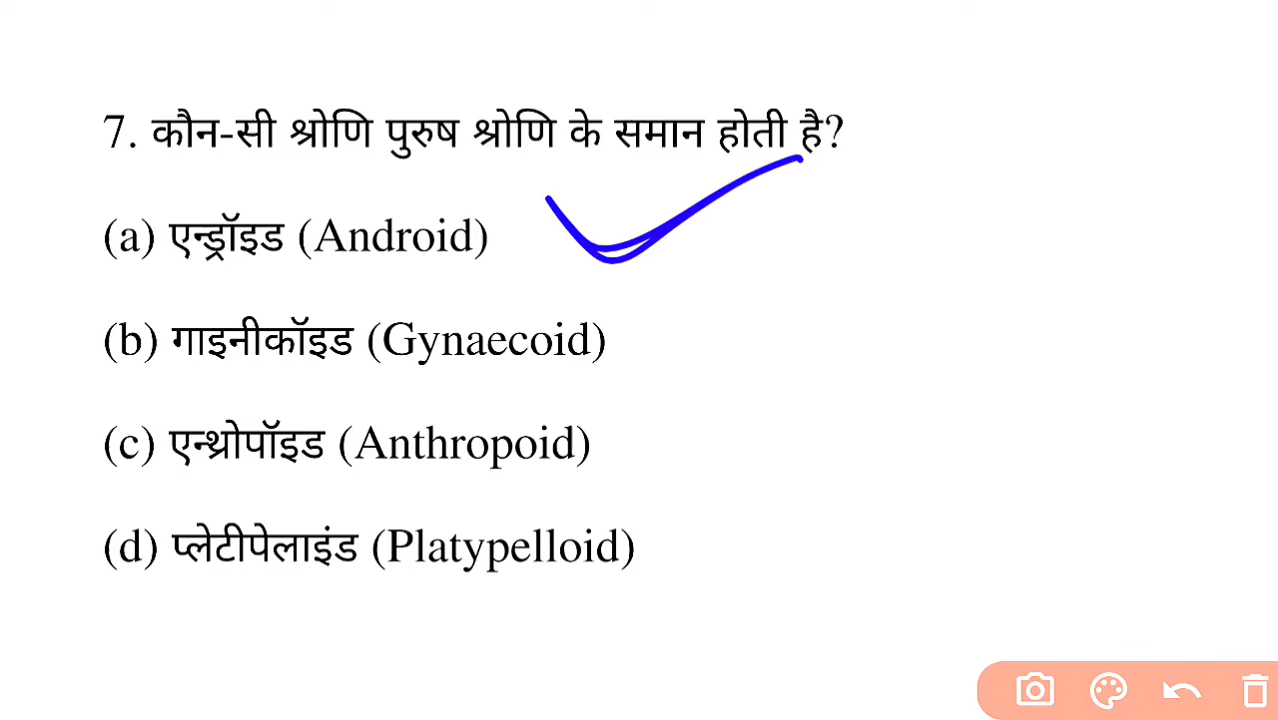 7. कौन-सी श्रोणि पुरुष श्रोणि के समान होती है?
(a) एन्ड्रॉइड (Android)
(b) गाइनीकॉइड (Gynaecoid)
(c) एन्थ्रोपॉइड (Anthropoid)
(d) प्लेटीपेलाइंड (Platypelloid)